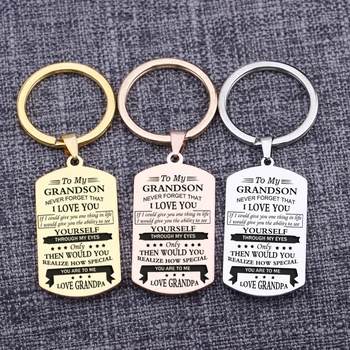 To My
GRANDSON
NEVER FORGET THAT
I LOVE YOU
If I could give you one thing in life
I would give you the ability to see
YOURSELF
THROUGH MY EYES
Only
THEN WOULD YOU
REALIZE HOW SPECIAL
YOU ARE TO ME
LOVE GRANDPA
To My
GRANDSON
NEVER FORGET THAT
I LOVE YOU
If I could give you one thing in life
I would give you the ability to see
YOURSELF
THROUGH MY EYES
Only
THEN WOULD YOU
REALIZE HOW SPECIAL
YOU ARE TO ME
LOVE GRANDPA
To My
GRANDSON
NEVER FORGET THAT
I LOVE YOU
If I could give you one thing in life
I would give you the ability to see
YOURSELF
THROUGH MY EYES
Only
THEN WOULD YOU
REALIZE HOW SPECIAL
YOU ARE TO ME
LOVE GRANDPA